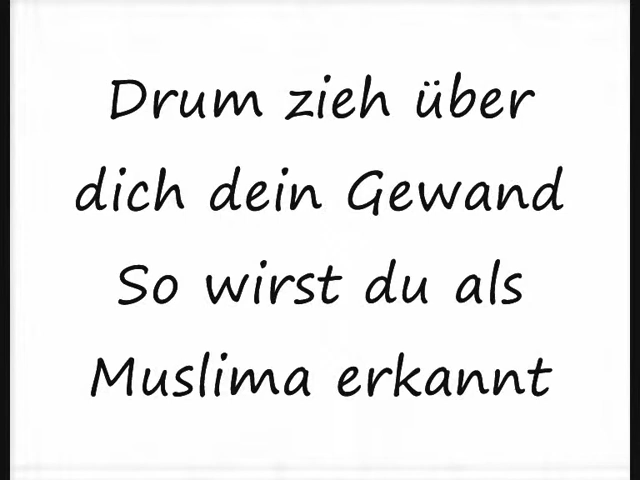 Drum zieh über
dich dein Gewand
So wirst du als
Muslima erkannt